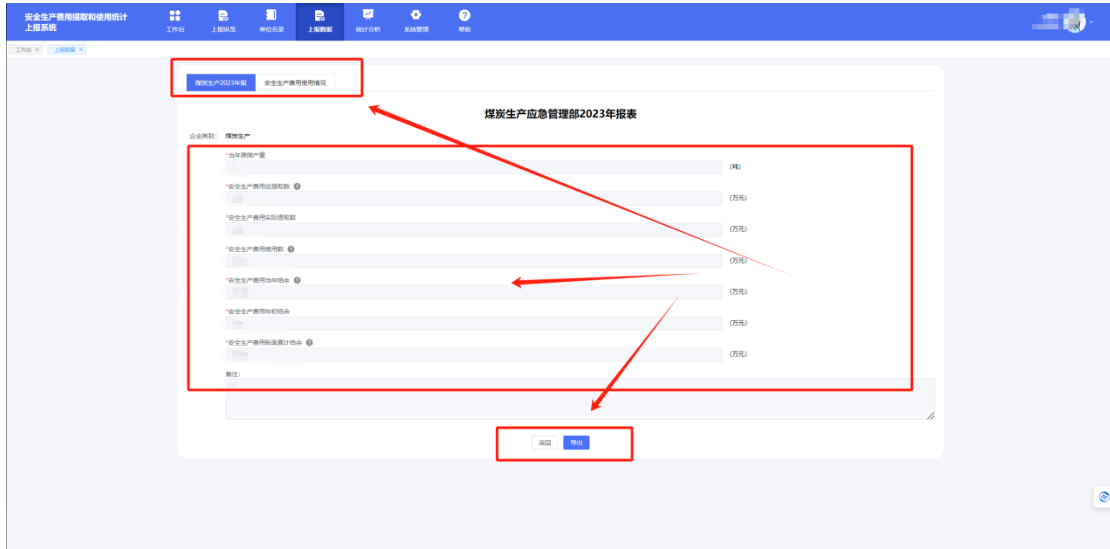 安全生产费用提取和使用统计
上报系统
工作台 上报状态 单位名录 上报数据 统计分析 系统管理 帮助
工作台 × 上报数据 ×
煤炭生产2023年报 安全生产费用使用情况
煤炭生产应急管理部2023年报表
企业类别： 煤炭生产
*当年原煤产量
(吨)
*安全生产费用应提取数 ?
(万元)
*安全生产费用实际提取数
(万元)
*安全生产费用使用数 ?
(万元)
*安全生产费用当年结余 ?
(万元)
*安全生产费用年初结余
(万元)
*安全生产费用账面累计结余 ?
(万元)
备注:
返回 导出